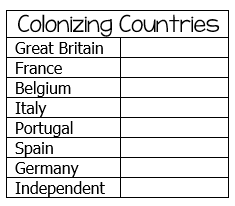 Colonizing Countries
Great Britain
France
Belgium
Italy
Portugal
Spain
Germany
Independent